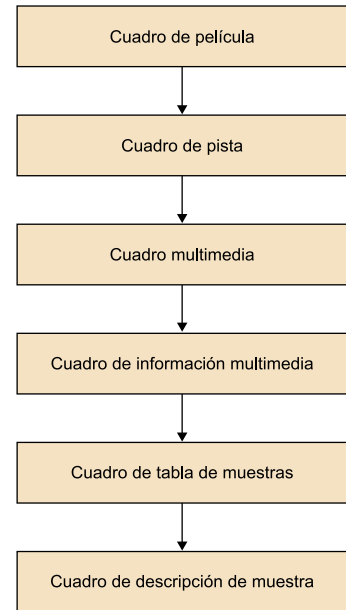 Cuadro de película
Cuadro de pista
Cuadro multimedia
Cuadro de información multimedia
Cuadro de tabla de muestras
Cuadro de descripción de muestra